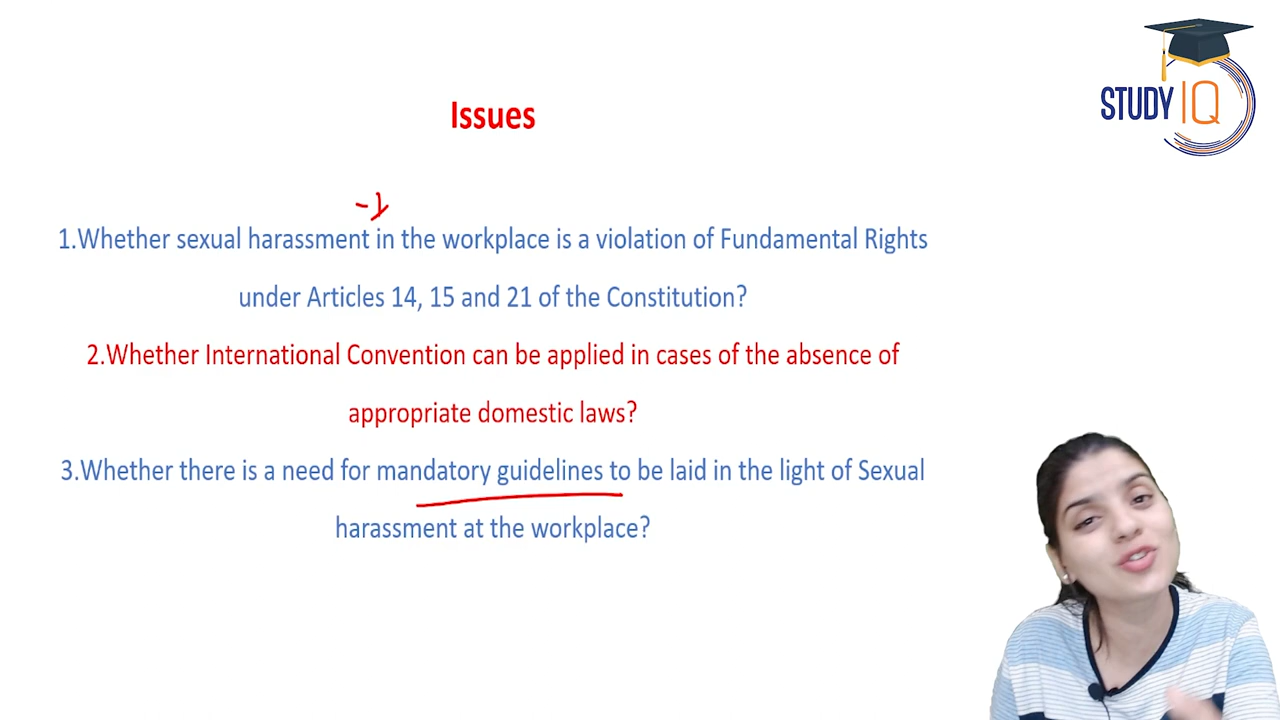 STUDY IQ
Issues
-1
1.Whether sexual harassment in the workplace is a violation of Fundamental Rights
under Articles 14, 15 and 21 of the Constitution?
2.Whether International Convention can be applied in cases of the absence of
appropriate domestic laws?
3.Whether there is a need for mandatory guidelines to be laid in the light of Sexual
harassment at the workplace?